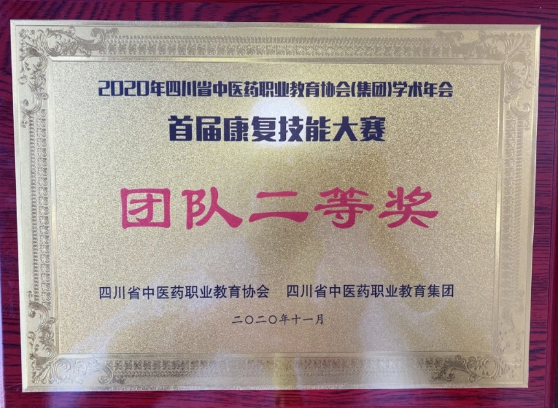 2020年四川省中医药职业教育协会(集团)学术年会
首届康复技能大赛
团队二等奖
四川省中医药职业教育协会 四川省中医药职业教育集团
二〇二〇年十一月